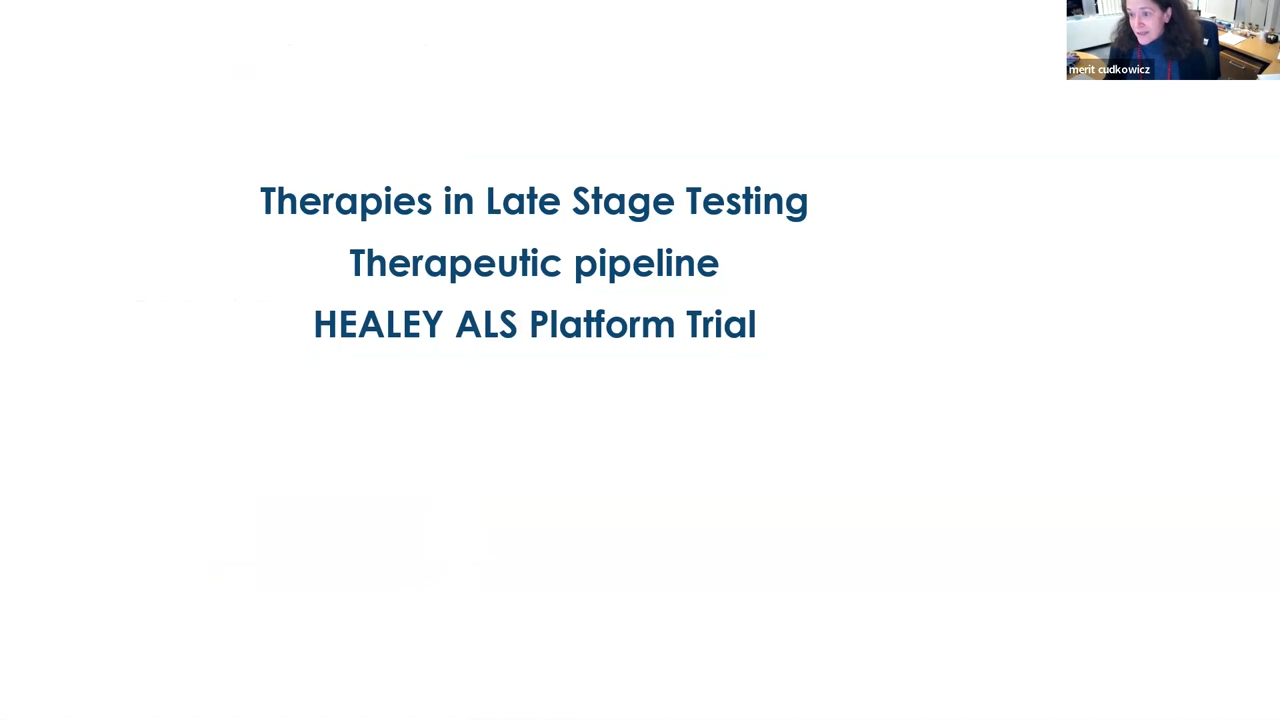 merit cudkowicz
Therapies in Late Stage Testing
Therapeutic pipeline
HEALEY ALS Platform Trial